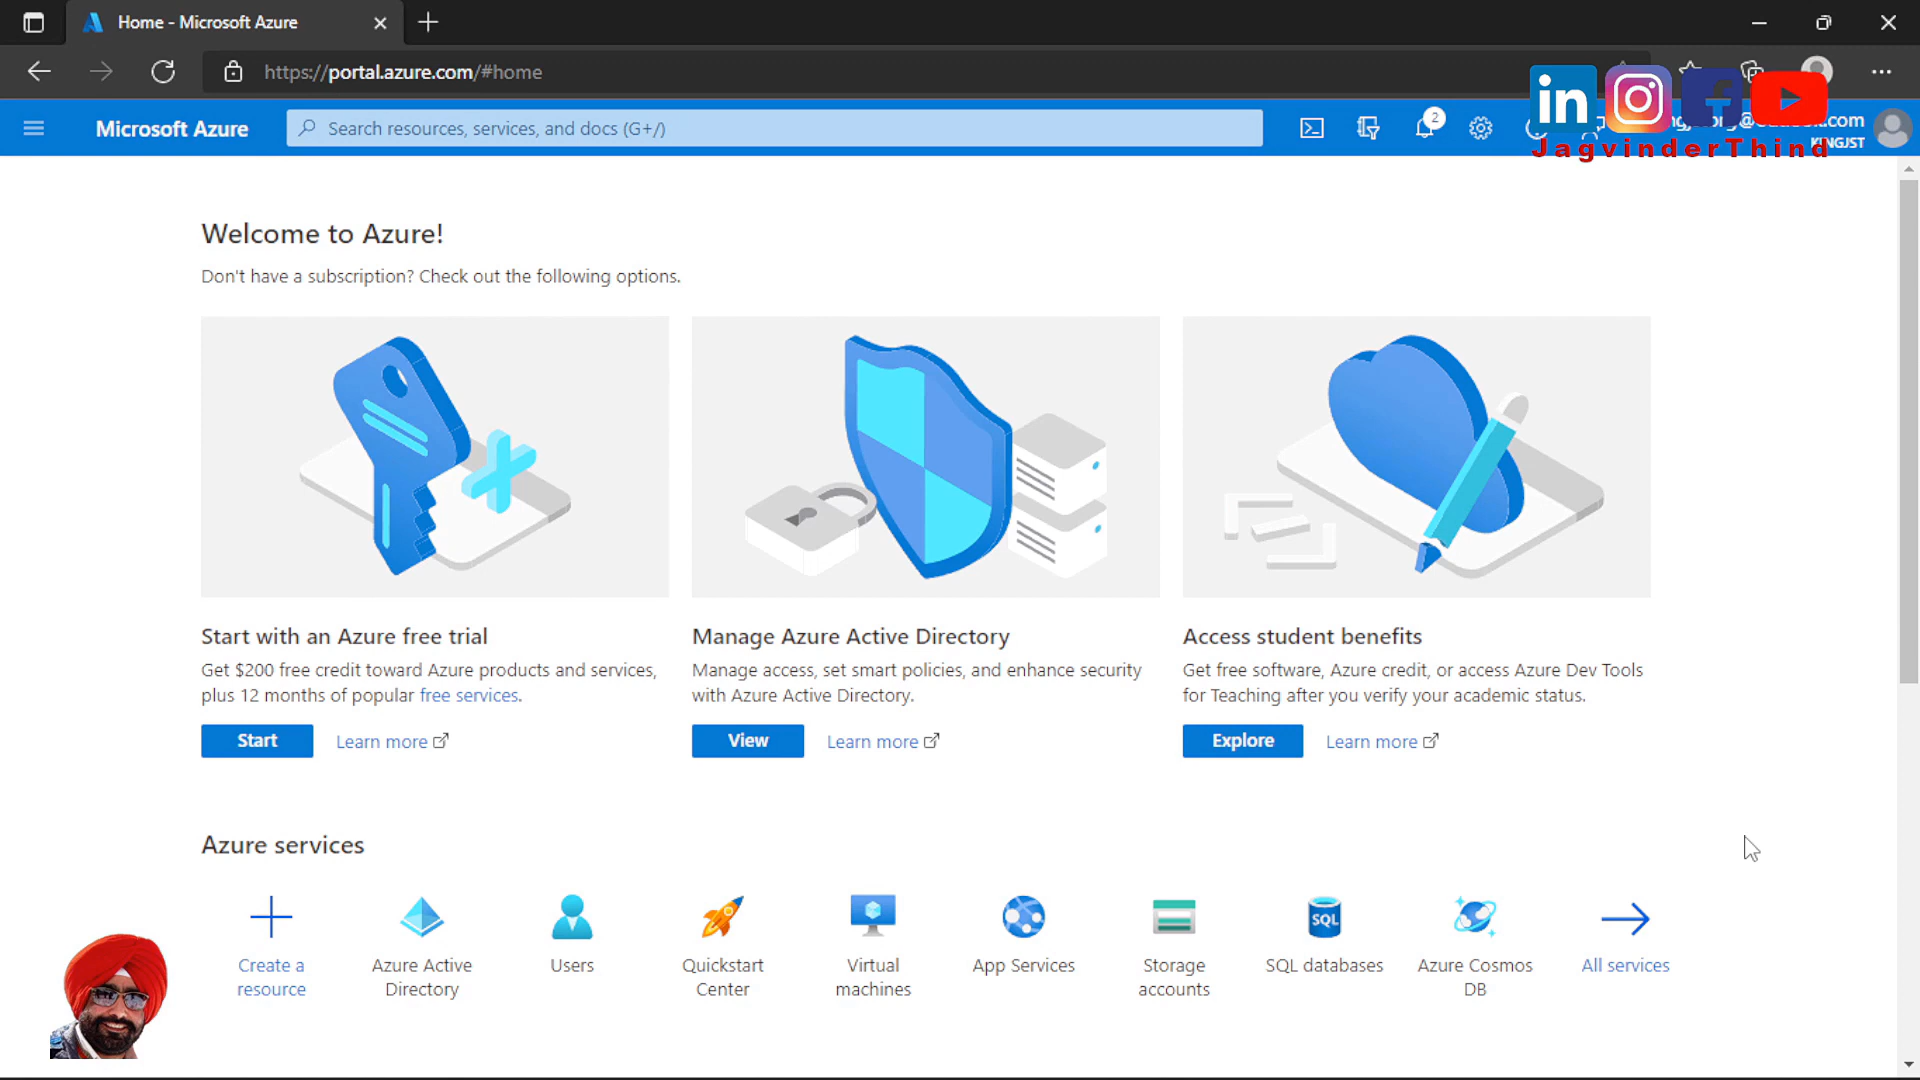 Home - Microsoft Azure
https://portal.azure.com/#home
in
Microsoft Azure
Search resources, services, and docs (G+/)
2
JagvinderThind
KINGJST
Welcome to Azure!
Don't have a subscription? Check out the following options.
Start with an Azure free trial
Get $200 free credit toward Azure products and services,
plus 12 months of popular free services.
Start
Learn more
Manage Azure Active Directory
Manage access, set smart policies, and enhance security
with Azure Active Directory.
View
Learn more
Access student benefits
Get free software, Azure credit, or access Azure Dev Tools
for Teaching after you verify your academic status.
Explore
Learn more
Azure services
Create a
resource
Azure Active
Directory
Users
Quickstart
Center
Virtual
machines
App Services
Storage
accounts
SQL
SQL databases
Azure Cosmos
DB
All services